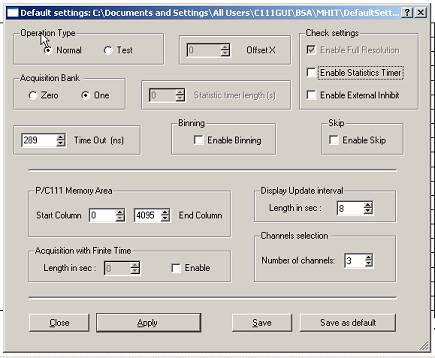 Default settings: C:\Documents and Settings\All Users\C111GUI\BSA\MHIT\DefaultSett...
Operation Type
Normal
Test
0
Offset X
Check settings
Enable Full Resolution
Enable Statistics Timer
Enable External Inhibit
Acquisition Bank
Zero
One
0
Statistic timer length (s)
289
Time Out (ns)
Binning
Enable Binning
Skip
Enable Skip
P/C111 Memory Area
Start Column
0
4095
End Column
Display Update interval
Length in sec :
8
Acquisition with Finite Time
Length in sec :
0
Enable
Channels selection
Number of channels:
3
Close
Apply
Save
Save as default